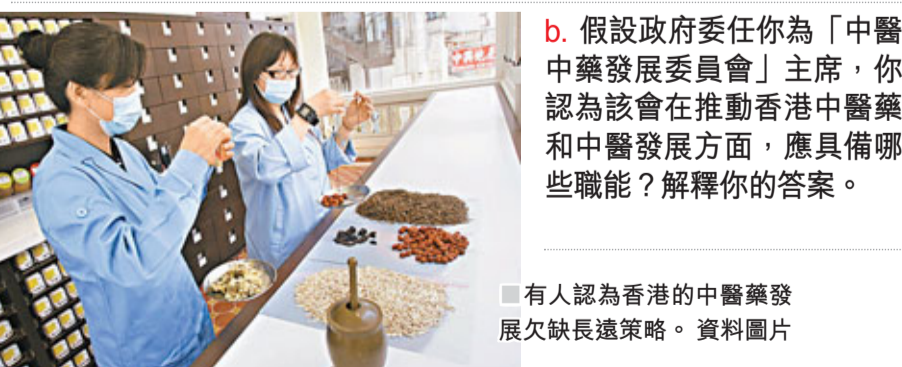 b. 假設政府委任你為「中醫
中藥發展委員會」主席，你
認為該會在推動香港中醫藥
和中醫發展方面，應具備哪
些職能？解釋你的答案。
■有人認為香港的中醫藥發
展欠缺長遠策略。 資料圖片